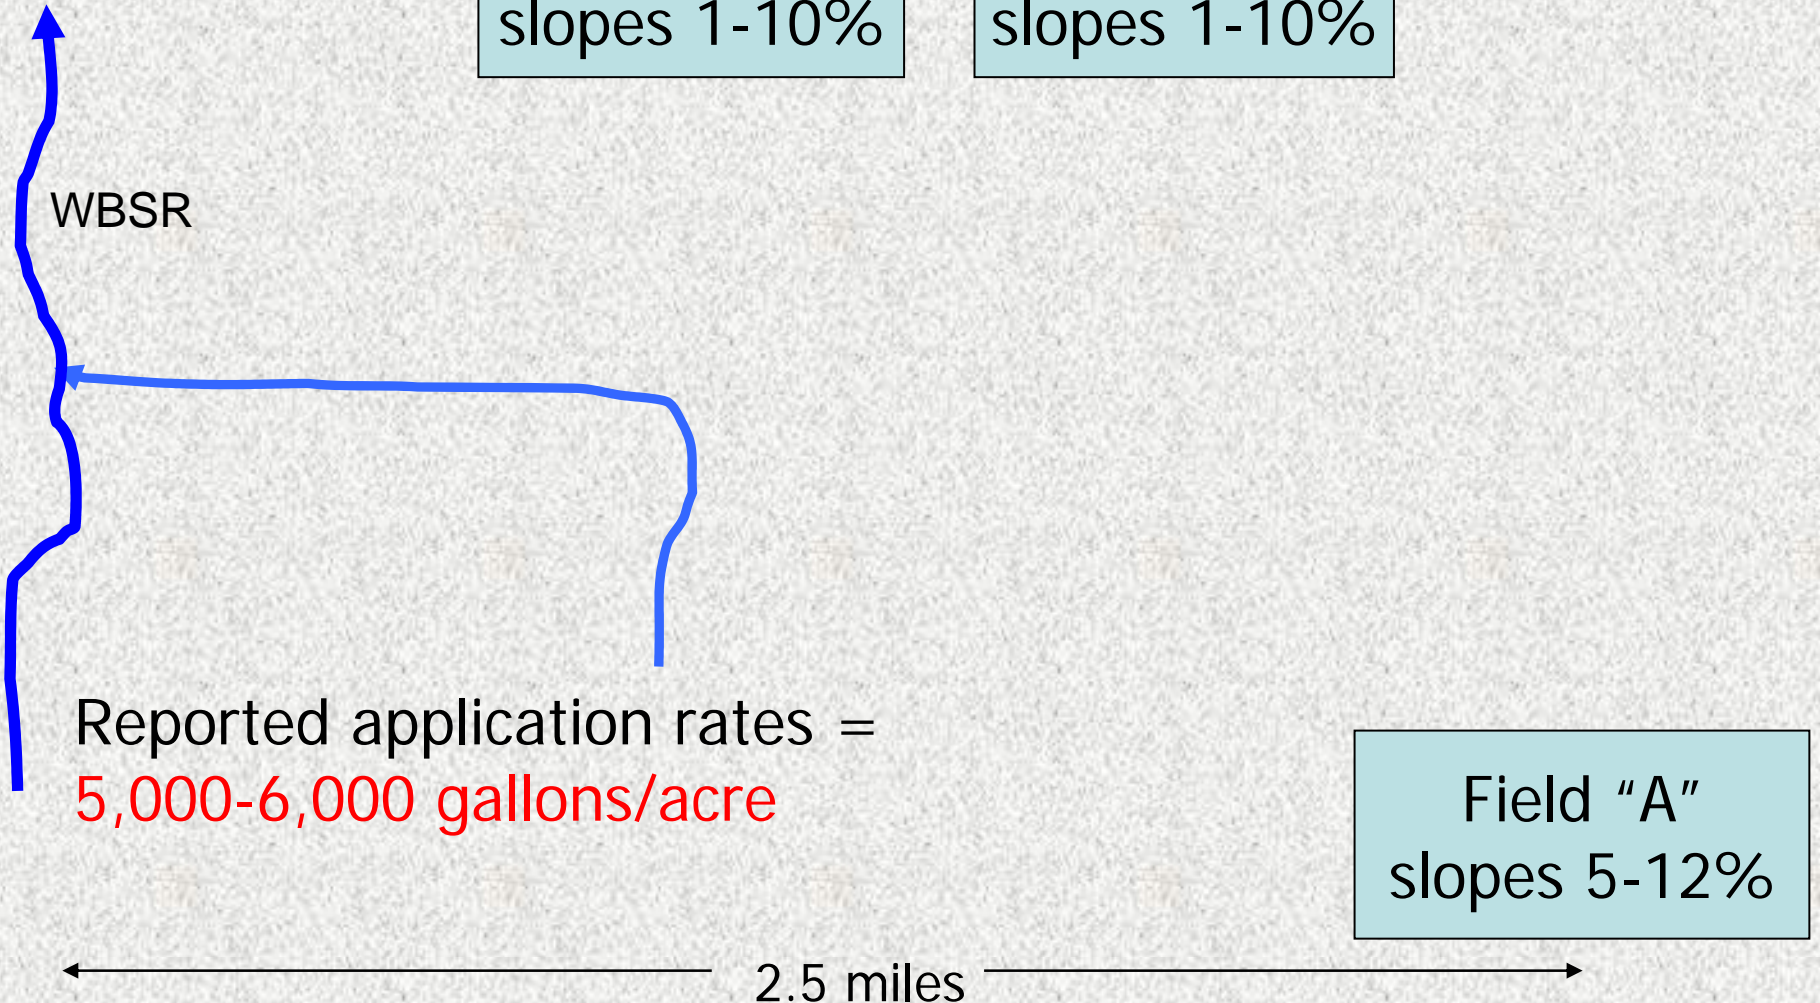 slopes 1-10%
slopes 1-10%
WBSR
Reported application rates =
5,000-6,000 gallons/acre
Field “A”
slopes 5-12%
2.5 miles